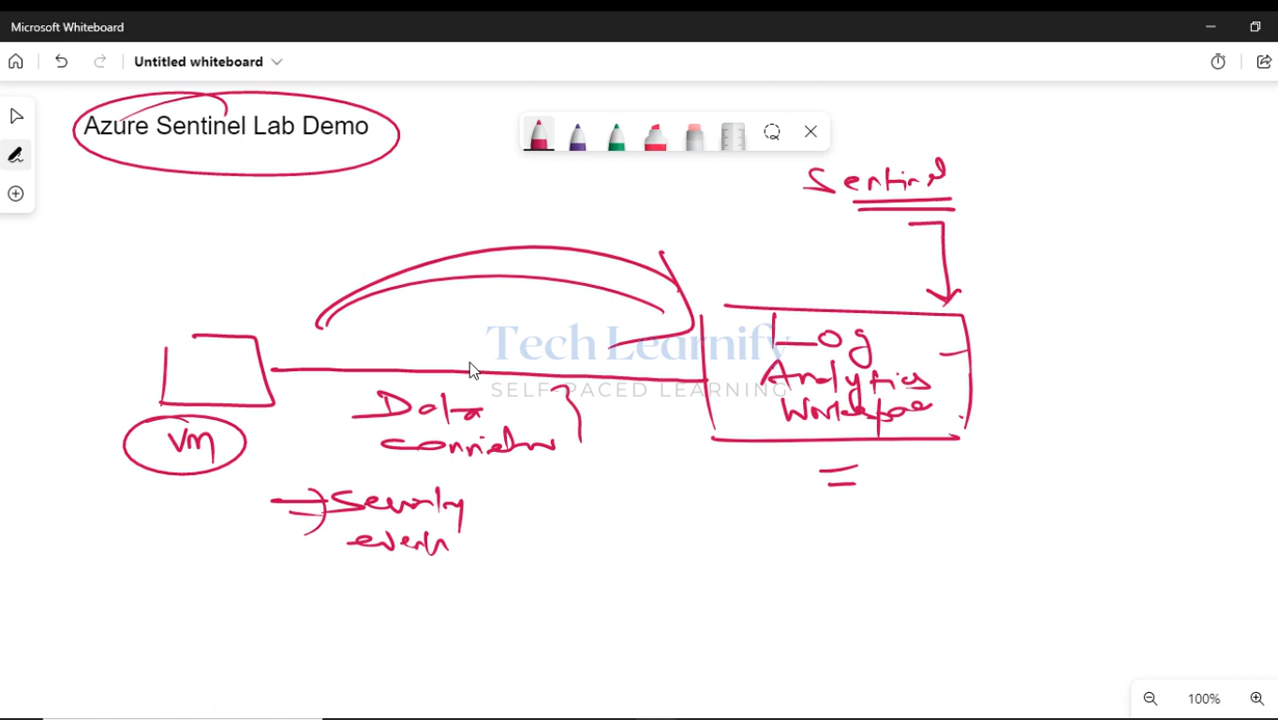 Microsoft Whiteboard
Untitled whiteboard
Azure Sentinel Lab Demo
Sentinel
Tech Learnify
SELF-PACED LEARNING
Log
Analytics
Workspace
Data
connector
VM
Security
events
100%